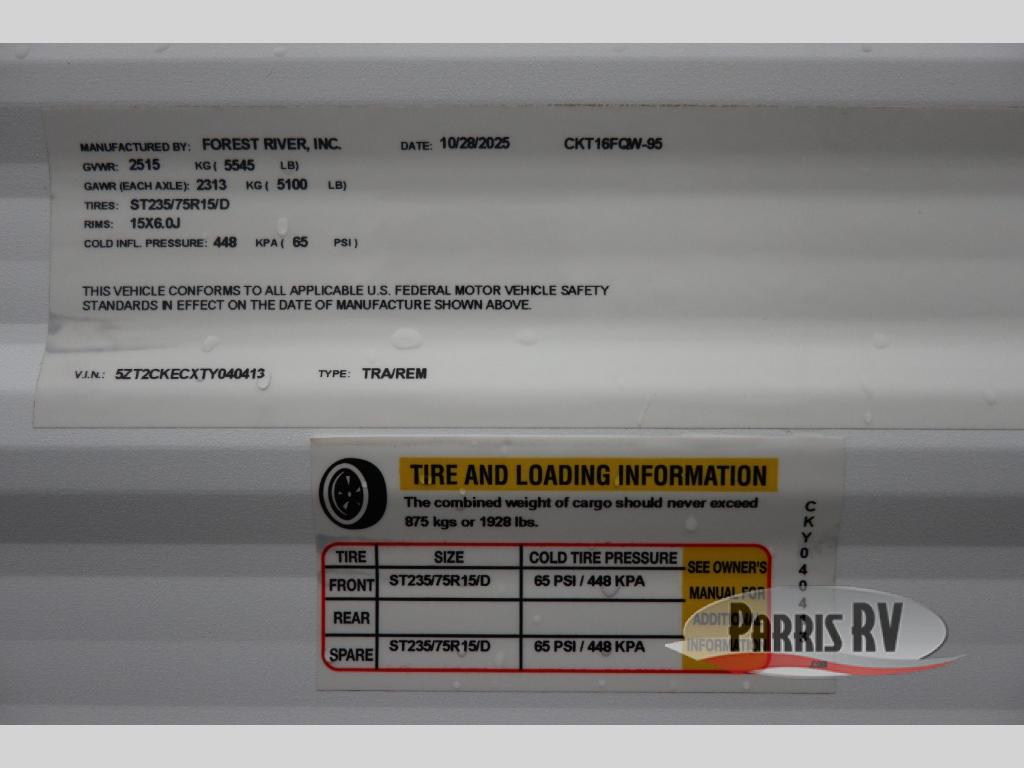 MANUFACTURED BY: FOREST RIVER, INC. DATE: 10/28/2025 CKT16FQW-95
GVWR: 2515 KG ( 5545 LB)
GAWR (EACH AXLE): 2313 KG ( 5100 LB)
TIRES: ST235/75R15/D
RIMS: 15X6.0J
COLD INFL. PRESSURE: 448 KPA ( 65 PSI )
THIS VEHICLE CONFORMS TO ALL APPLICABLE U.S. FEDERAL MOTOR VEHICLE SAFETY
STANDARDS IN EFFECT ON THE DATE OF MANUFACTURE SHOWN ABOVE.
V.I.N.: 5ZT2CKECXTY040413 TYPE: TRA/REM
TIRE AND LOADING INFORMATION
The combined weight of cargo should never exceed
875 kgs or 1928 lbs.
TIRE SIZE COLD TIRE PRESSURE
FRONT ST235/75R15/D 65 PSI / 448 KPA
REAR
SPARE ST235/75R15/D 65 PSI / 448 KPA
SEE OWNER'S
MANUAL FOR
ADDITIONAL
INFORMATION
PARRIS RV
.com